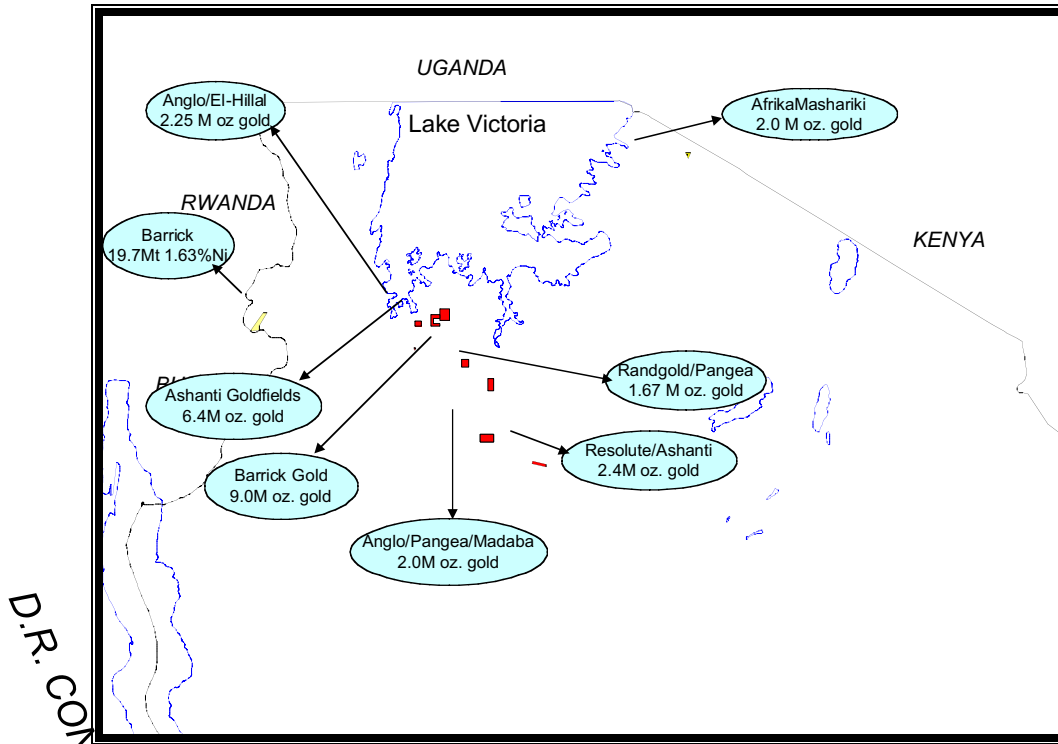 UGANDA
Anglo/El-Hillal
2.25 M oz gold
AfrikaMashariki
2.0 M oz. gold
Lake Victoria
RWANDA
KENYA
Barrick
19.7Mt 1.63%Ni
Randgold/Pangea
1.67 M oz. gold
Ashanti Goldfields
6.4M oz. gold
Resolute/Ashanti
2.4M oz. gold
Barrick Gold
9.0M oz. gold
Anglo/Pangea/Madaba
2.0M oz. gold
D.R.